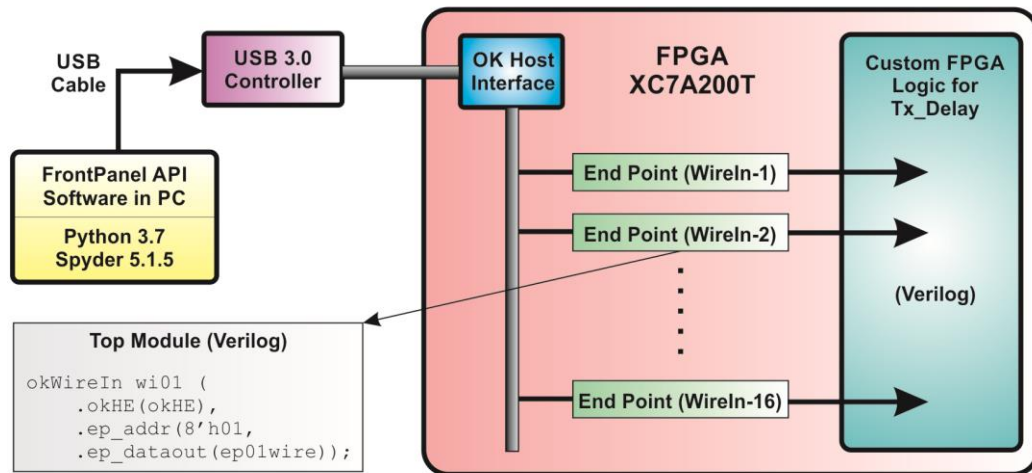 USB
Cable
USB 3.0
Controller
OK Host
Interface
FPGA
XC7A200T
Custom FPGA
Logic for
Tx_Delay
(Verilog)
FrontPanel API
Software in PC
Python 3.7
Spyder 5.1.5
End Point (WireIn-1)
End Point (WireIn-2)
End Point (WireIn-16)
Top Module (Verilog)
okWireIn wi01 (
.okHE(okHE),
.ep_addr(8’h01,
.ep_dataout(ep01wire));